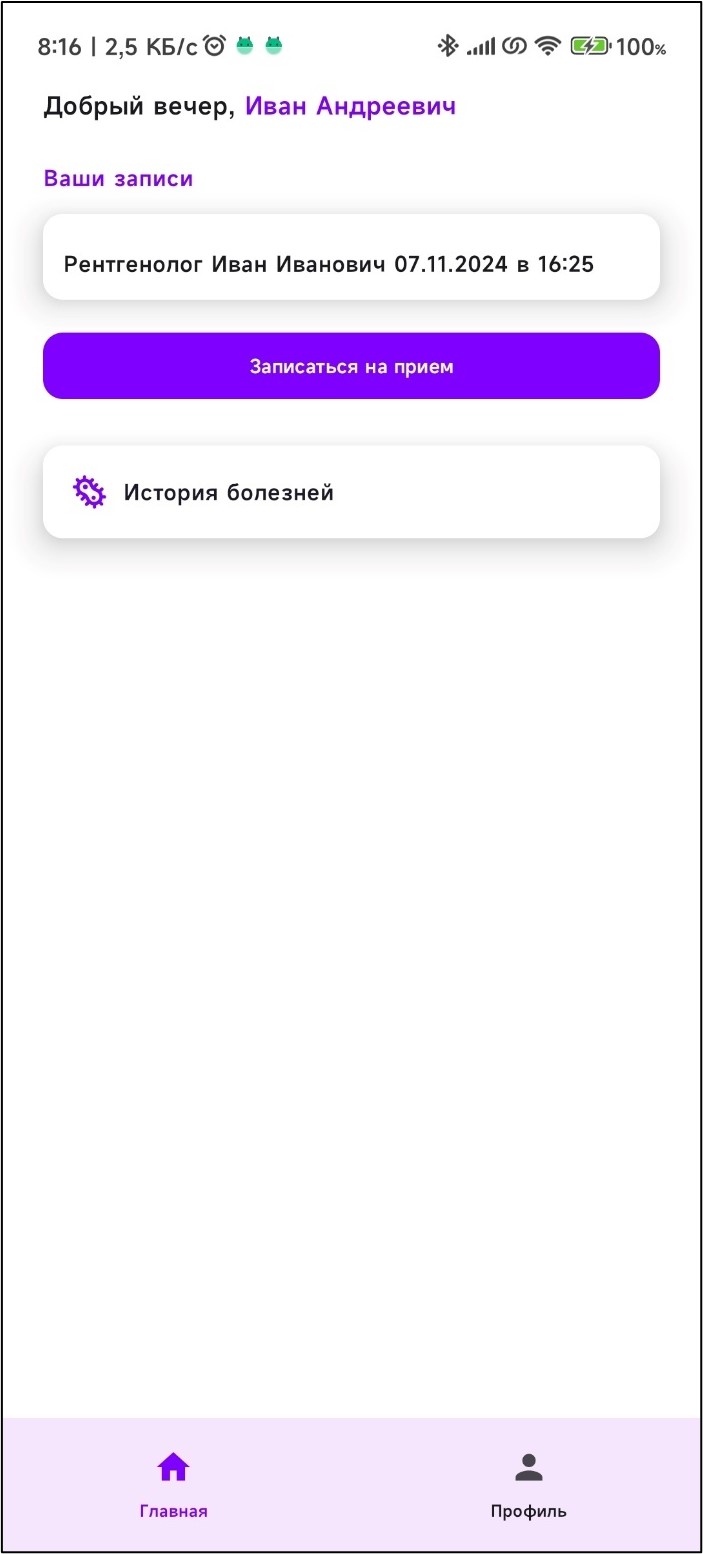 8:16 | 2,5 КБ/с 100%
Добрый вечер, Иван Андреевич
Ваши записи
Рентгенолог Иван Иванович 07.11.2024 в 16:25
Записаться на прием
История болезней
Главная Профиль